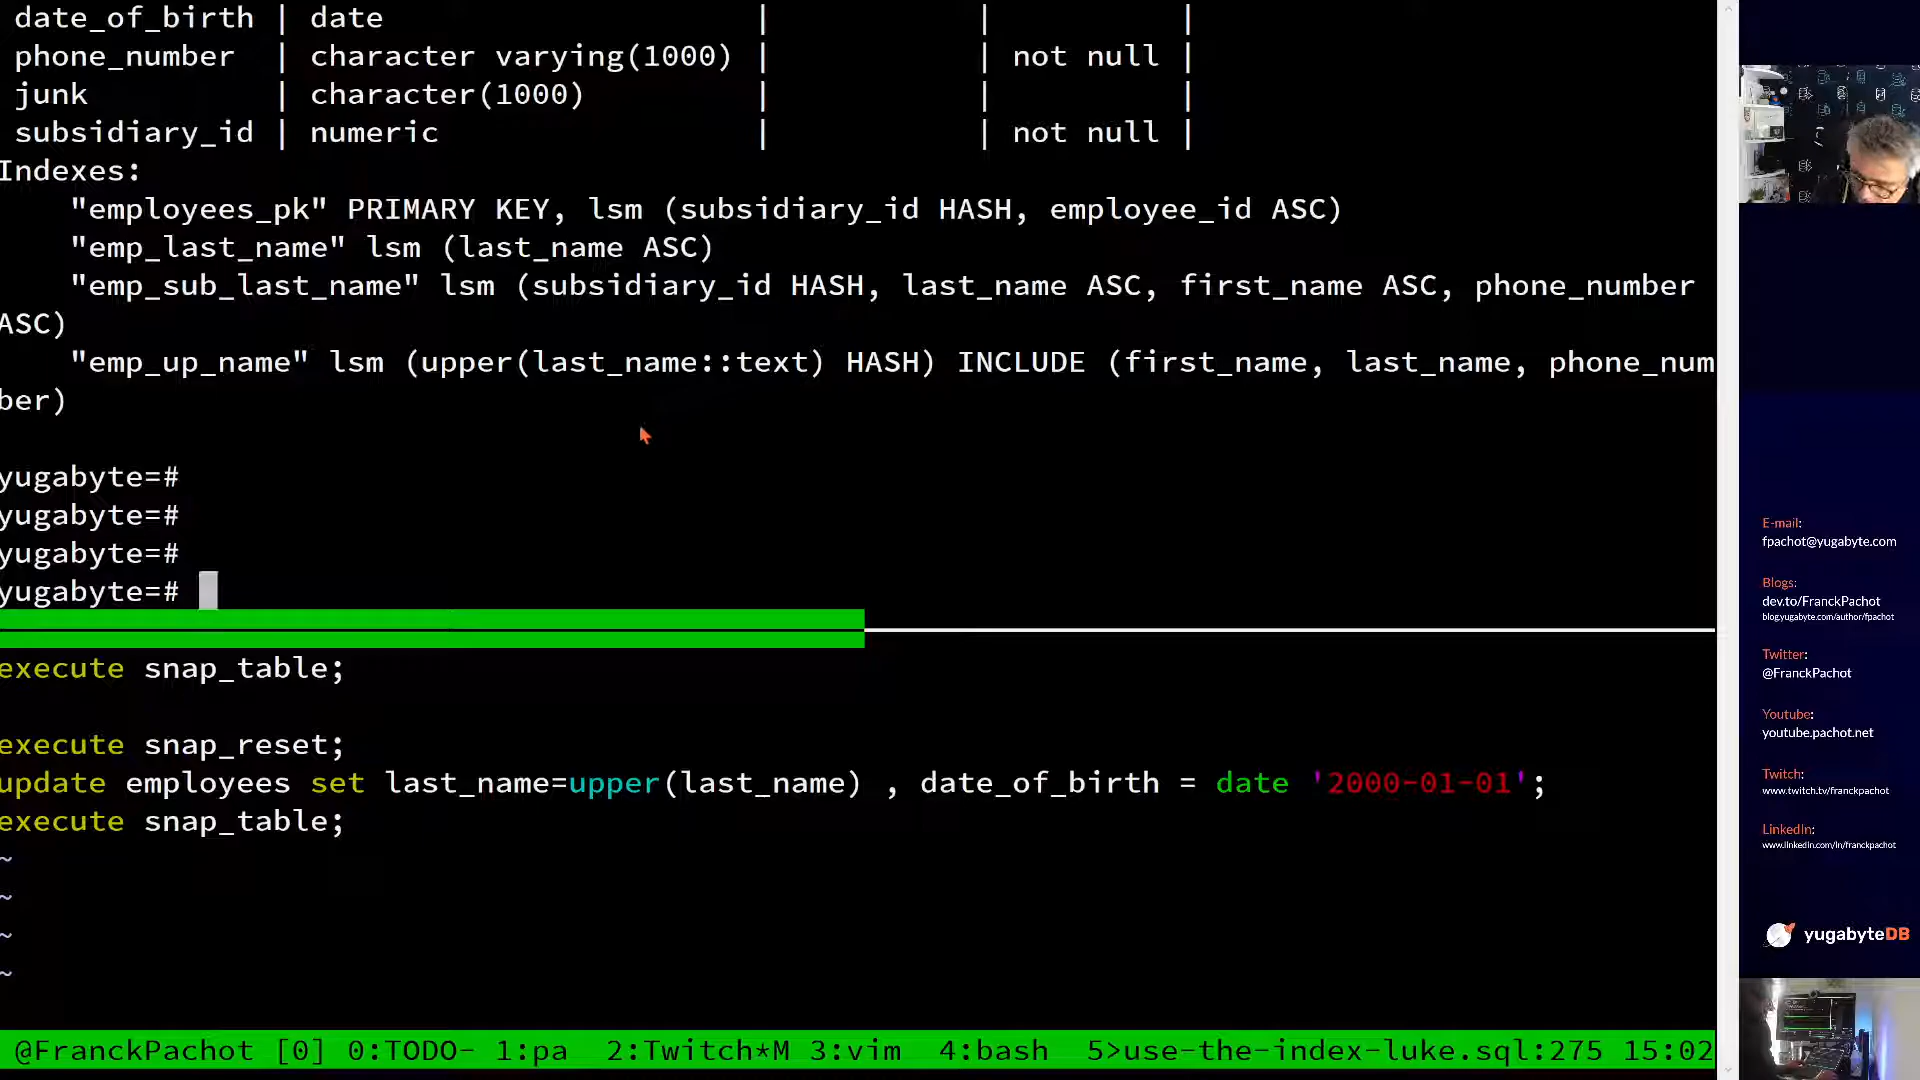 date_of_birth | date | | |
phone_number | character varying(1000) | | not null |
junk | character(1000) | | |
subsidiary_id | numeric | | not null |
Indexes:
"employees_pk" PRIMARY KEY, lsm (subsidiary_id HASH, employee_id ASC)
"emp_last_name" lsm (last_name ASC)
"emp_sub_last_name" lsm (subsidiary_id HASH, last_name ASC, first_name ASC, phone_number
ASC)
"emp_up_name" lsm (upper(last_name::text) HASH) INCLUDE (first_name, last_name, phone_num
ber)
yugabyte=#
yugabyte=#
yugabyte=#
yugabyte=#
execute snap_table;
execute snap_reset;
update employees set last_name=upper(last_name) , date_of_birth = date '2000-01-01';
execute snap_table;
~
~
~
~
@FranckPachot [0] 0:TODO- 1:pa 2:Twitch*M 3:vim 4:bash 5>use-the-index-luke.sql:275 15:02
E-mail:
fpachot@yugabyte.com
Blogs:
dev.to/FranckPachot
blog.yugabyte.com/author/fpachot
Twitter:
@FranckPachot
Youtube:
youtube.pachot.net
Twitch:
www.twitch.tv/franckpachot
LinkedIn:
www.linkedin.com/in/franckpachot
yugabyteDB